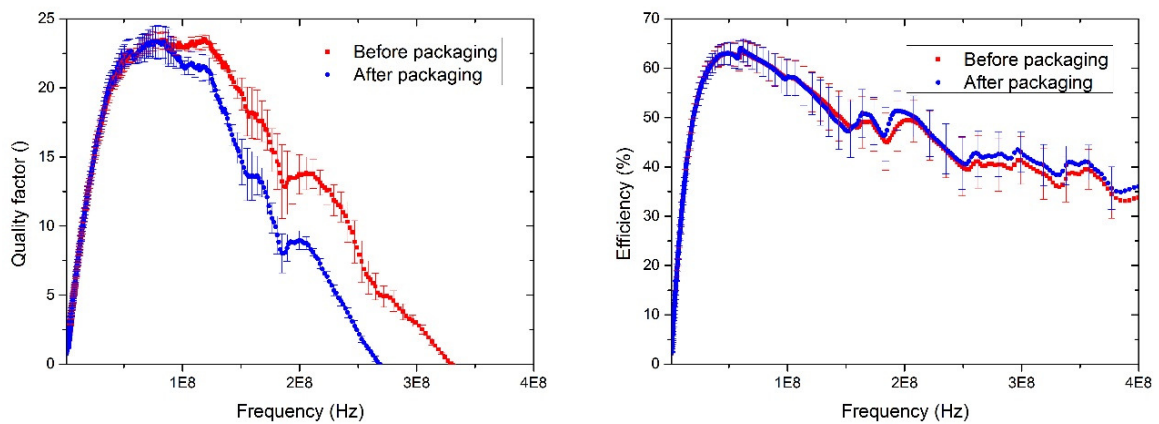 25
20
15
10
5
0
Quality factor ()
Before packaging
After packaging
1E8
2E8
3E8
4E8
Frequency (Hz)
70
60
50
40
30
20
10
0
Efficiency (%)
Before packaging
After packaging
1E8
2E8
3E8
4E8
Frequency (Hz)